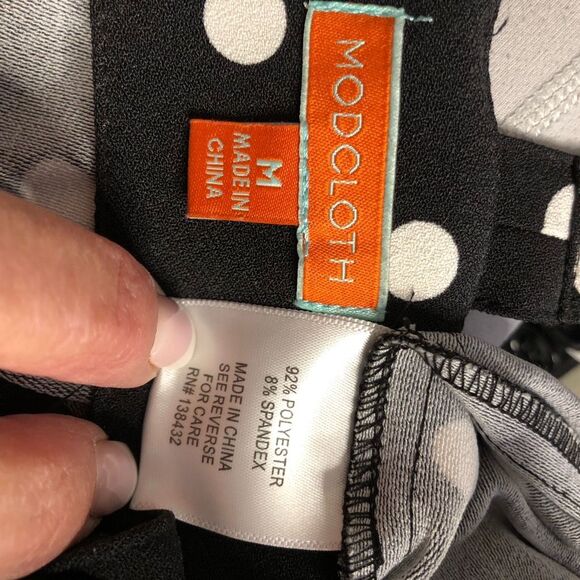 MODCLOTH
M
MADE IN
CHINA
92% POLYESTER
8% SPANDEX
MADE IN CHINA
SEE REVERSE
FOR CARE
RN# 138432